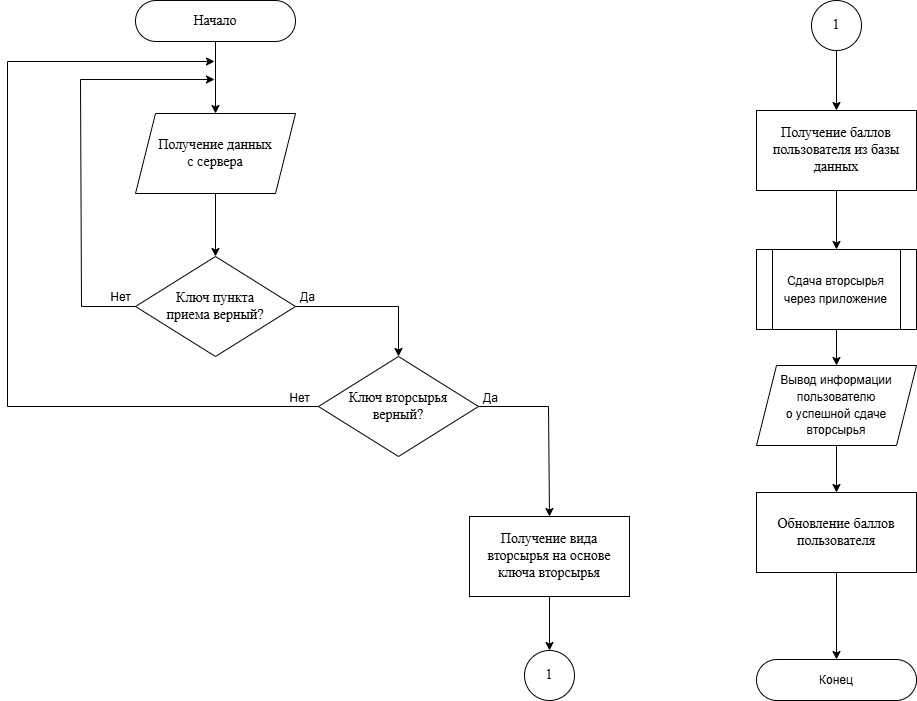 Начало
Получение данных
с сервера
Нет
Ключ пункта
приема верный?
Да
Нет
Ключ вторсырья
верный?
Да
Получение вида
вторсырья на основе
ключа вторсырья
1
1
Получение баллов
пользователя из базы
данных
Сдача вторсырья
через приложение
Вывод информации
пользователю
о успешной сдаче
вторсырья
Обновление баллов
пользователя
Конец